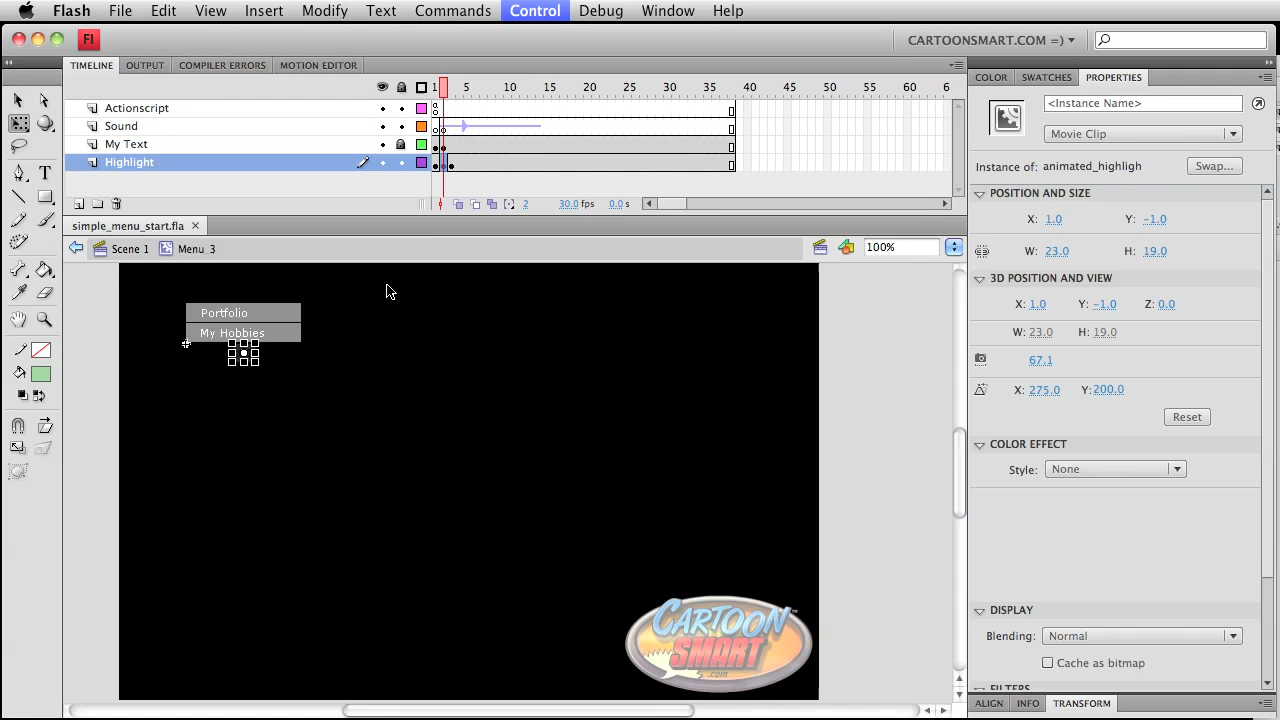 Flash File Edit View Insert Modify Text Commands Control Debug Window Help
Fl CARTOONSMART.COM =)
TIMELINE OUTPUT COMPILER ERRORS MOTION EDITOR
1 5 10 15 20 25 30 35 40 45 50 55 60 6
Actionscript
Sound
My Text
Highlight
2 30.0 fps 0.0 s
simple_menu_start.fla
Scene 1 Menu_3 100%
Portfolio
My Hobbies
CARTOON
SMART
.com
COLOR SWATCHES PROPERTIES
<Instance Name>
Movie Clip
Instance of: animated_highligh Swap...
POSITION AND SIZE
X: 1.0 Y: -1.0
W: 23.0 H: 19.0
3D POSITION AND VIEW
X: 1.0 Y: -1.0 Z: 0.0
W: 23.0 H: 19.0
67.1
X: 275.0 Y: 200.0
Reset
COLOR EFFECT
Style: None
DISPLAY
Blending: Normal
Cache as bitmap
FILTERS
ALIGN INFO TRANSFORM
T